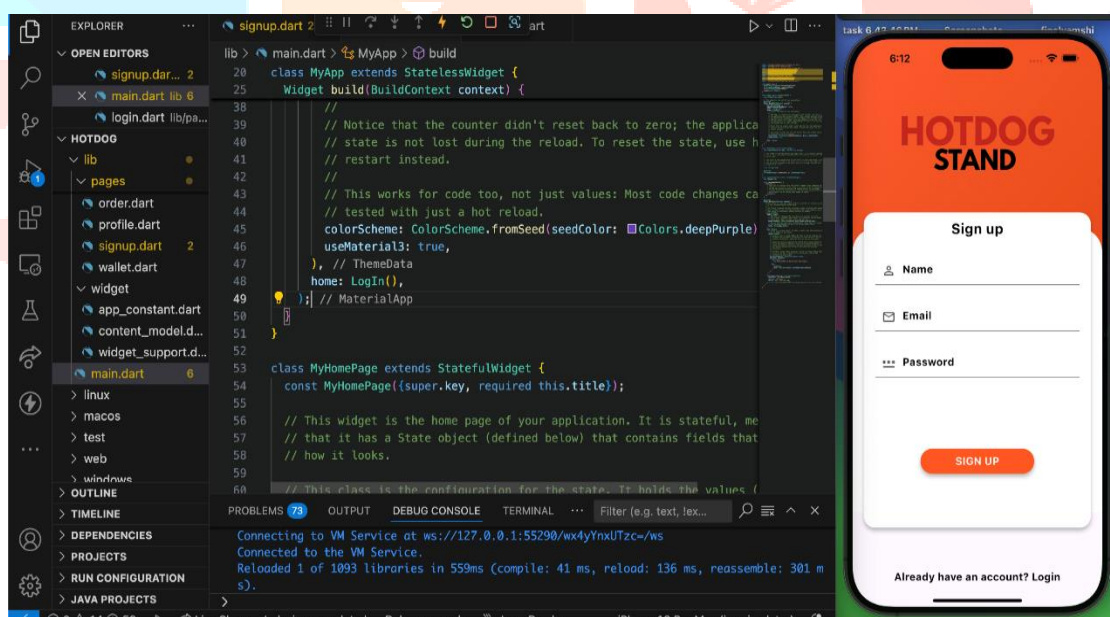 EXPLORER
OPEN EDITORS
signup.dar... 2
main.dart lib 6
login.dart lib/pa...
HOTDOG
lib
pages
order.dart
profile.dart
signup.dart 2
wallet.dart
widget
app_constant.dart
content_model.d...
widget_support.d...
main.dart 6
linux
macos
test
web
windows
OUTLINE
TIMELINE
DEPENDENCIES
PROJECTS
RUN CONFIGURATION
JAVA PROJECTS
signup.dart 2
art
lib > main.dart > MyApp > build
20 class MyApp extends StatelessWidget {
25 Widget build(BuildContext context) {
38 //
39 // Notice that the counter didn't reset back to zero; the applica
40 // state is not lost during the reload. To reset the state, use h
41 // restart instead.
42 //
43 // This works for code too, not just values: Most code changes ca
44 // tested with just a hot reload.
45 colorScheme: ColorScheme.fromSeed(seedColor: Colors.deepPurple)
46 useMaterial3: true,
47 ), // ThemeData
48 home: LogIn(),
49 ); // MaterialApp
50 }
51 }
52
53 class MyHomePage extends StatefulWidget {
54 const MyHomePage({super.key, required this.title});
55
56 // This widget is the home page of your application. It is stateful, me
57 // that it has a State object (defined below) that contains fields that
58 // how it looks.
59
60 // This class is the configuration for the state. It holds the values (
PROBLEMS 73 OUTPUT DEBUG CONSOLE TERMINAL ... Filter (e.g. text, !ex...
Connecting to VM Service at ws://127.0.0.1:55290/wx4yYnxUTzc=/ws
Connected to the VM Service.
Reloaded 1 of 1093 libraries in 559ms (compile: 41 ms, reload: 136 ms, reassemble: 301 m
s).
>
6:12
HOTDOG
STAND
Sign up
Name
Email
Password
SIGN UP
Already have an account? Login